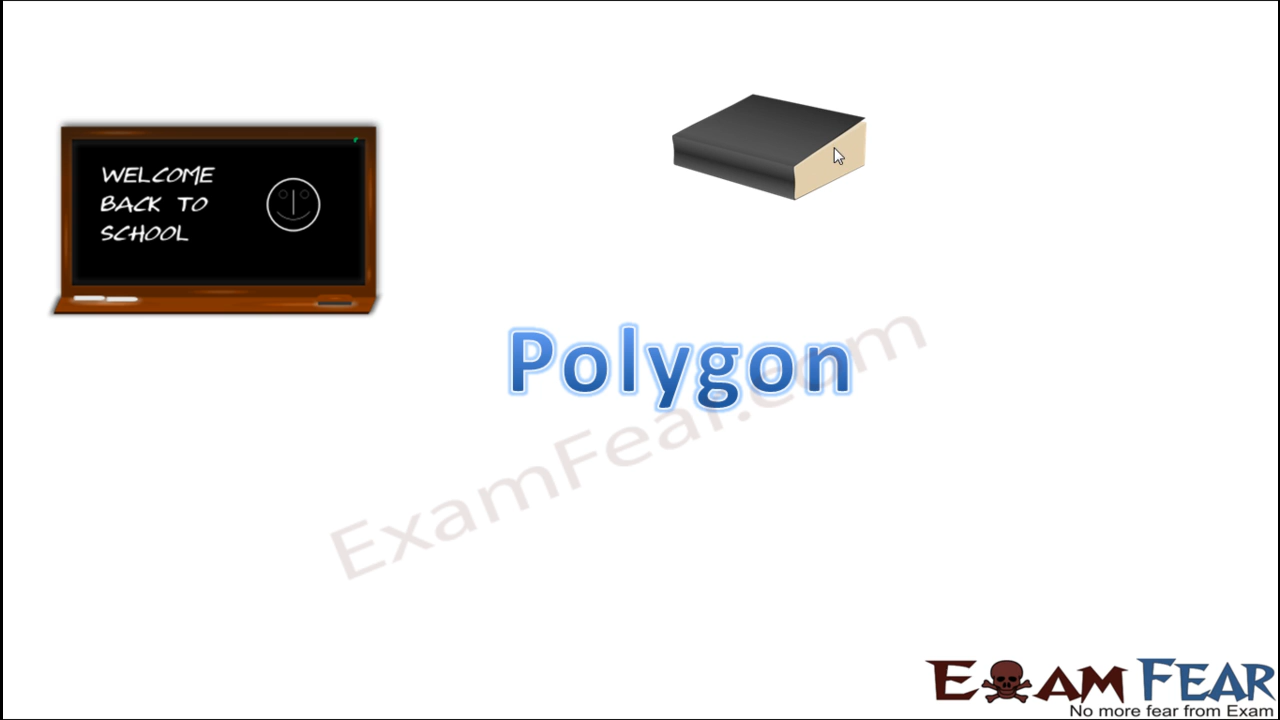 WELCOME
BACK TO
SCHOOL
Polygon
ExamFear.com
EXAM FEAR
No more fear from Exam